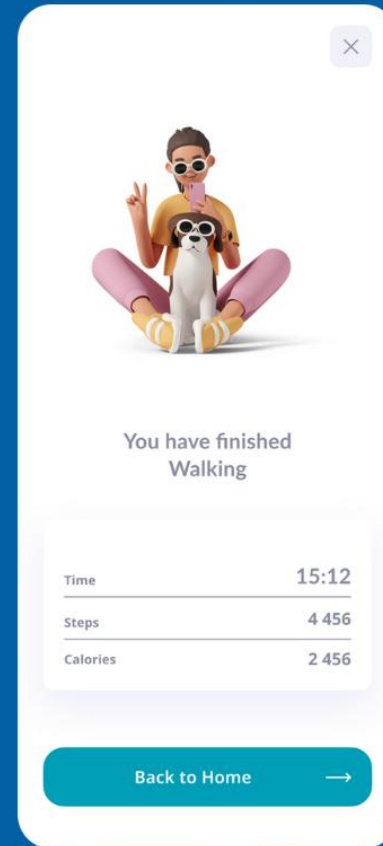 You have finished
Walking
Time 15:12
Steps 4 456
Calories 2 456
Back to Home